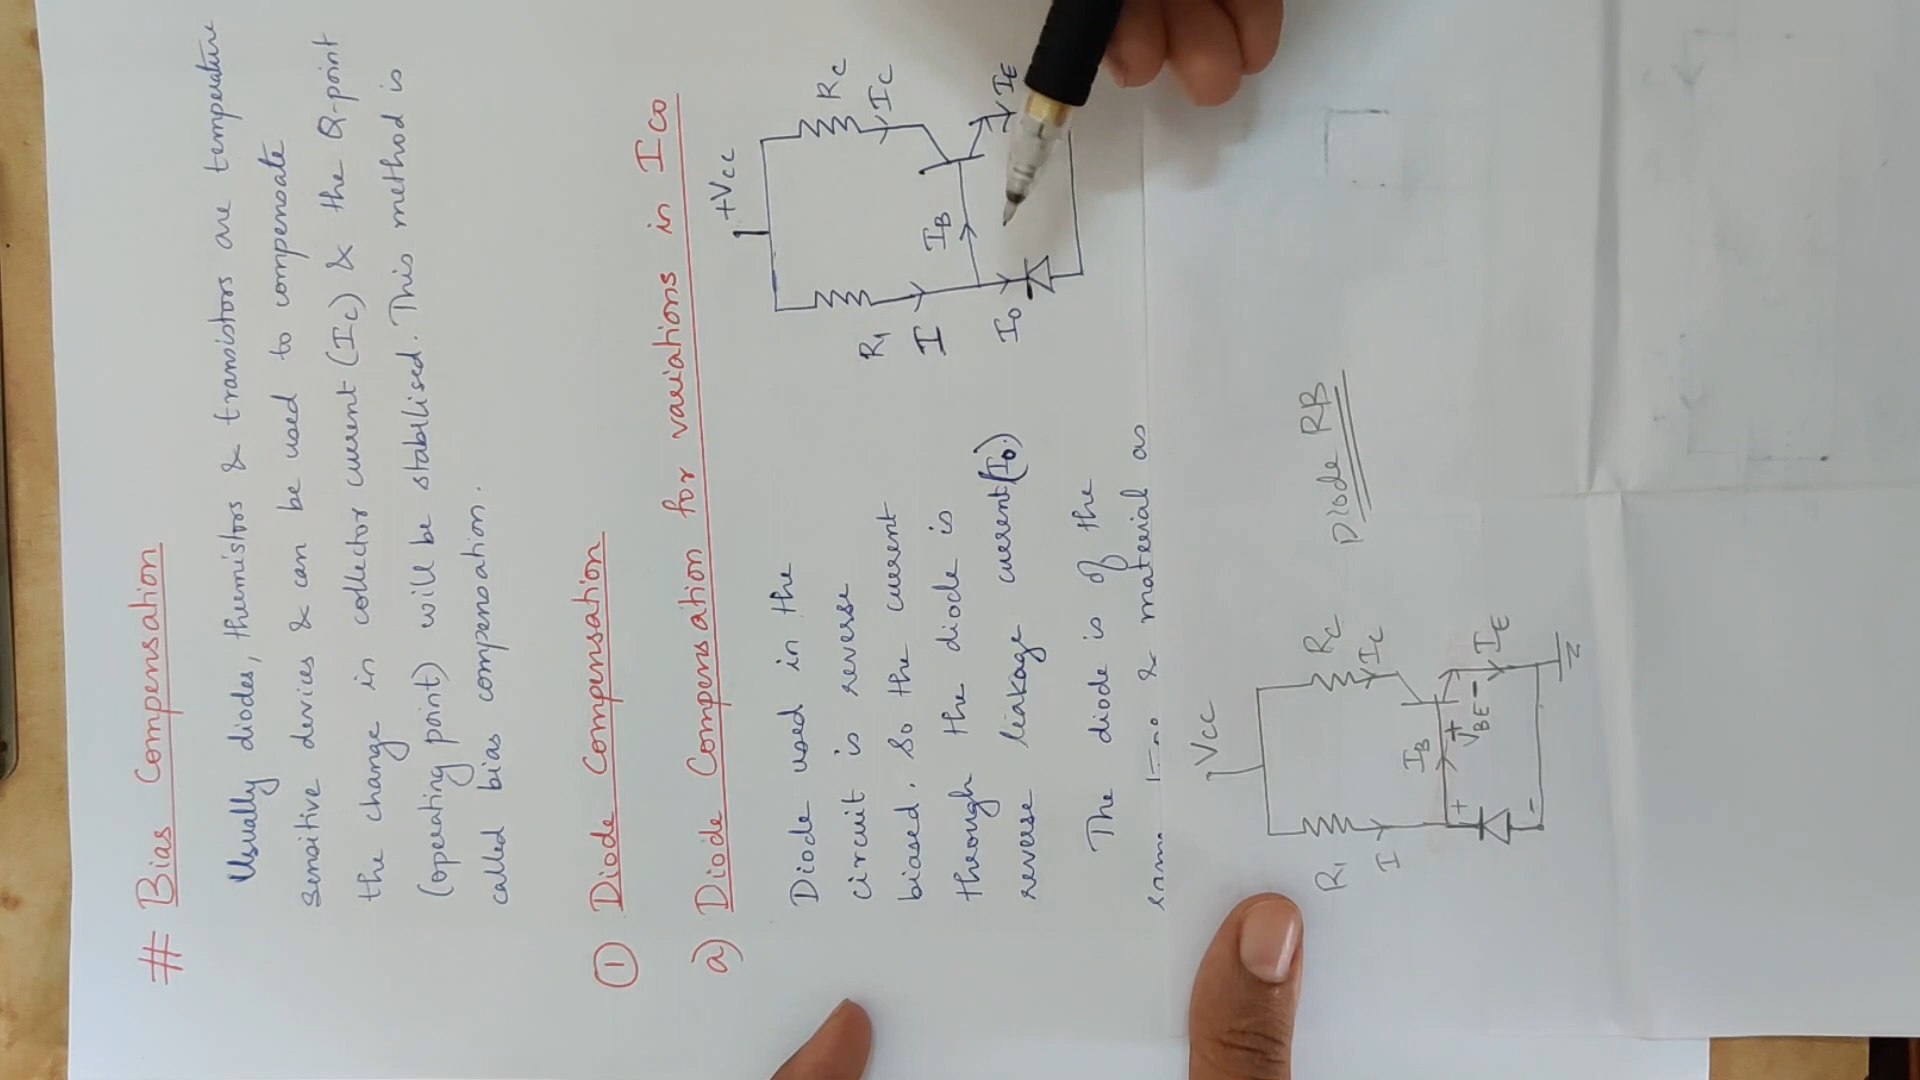 # Bias Compensation
Usually diodes, thermistors & transistors are temperature
sensitive devices & can be used to compensate
the change in collector current (Ic) & the Q-point
(operating point) will be stabilised. This method is
called bias compensation.
① Diode Compensation
a) Diode Compensation for variations in Ico
Diode used in the
circuit is reverse
biased. So the current
through the diode is
reverse leakage current (Io).
The diode is of the
& material as
+Vcc
R1
Rc
I
Ic
IB
Io
IE
Vcc
R1
Rc
I
Ic
IB
+
+
VBE
-
IE
-
Diode RB